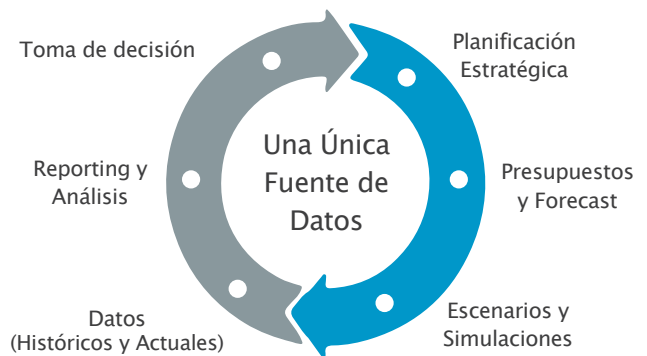 Toma de decisión
Planificación
Estratégica
Una Única
Fuente de
Datos
Reporting y
Análisis
Presupuestos
y Forecast
Datos
(Históricos y Actuales)
Escenarios y
Simulaciones